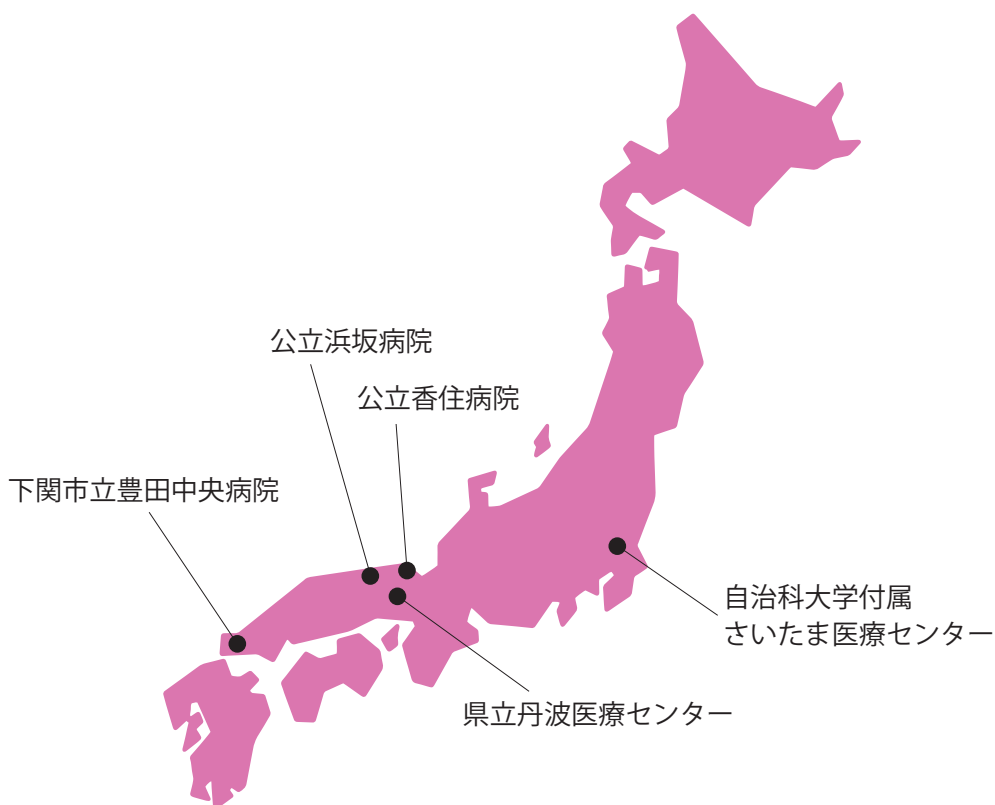 公立浜坂病院
公立香住病院
下関市立豊田中央病院
自治科大学付属
さいたま医療センター
県立丹波医療センター